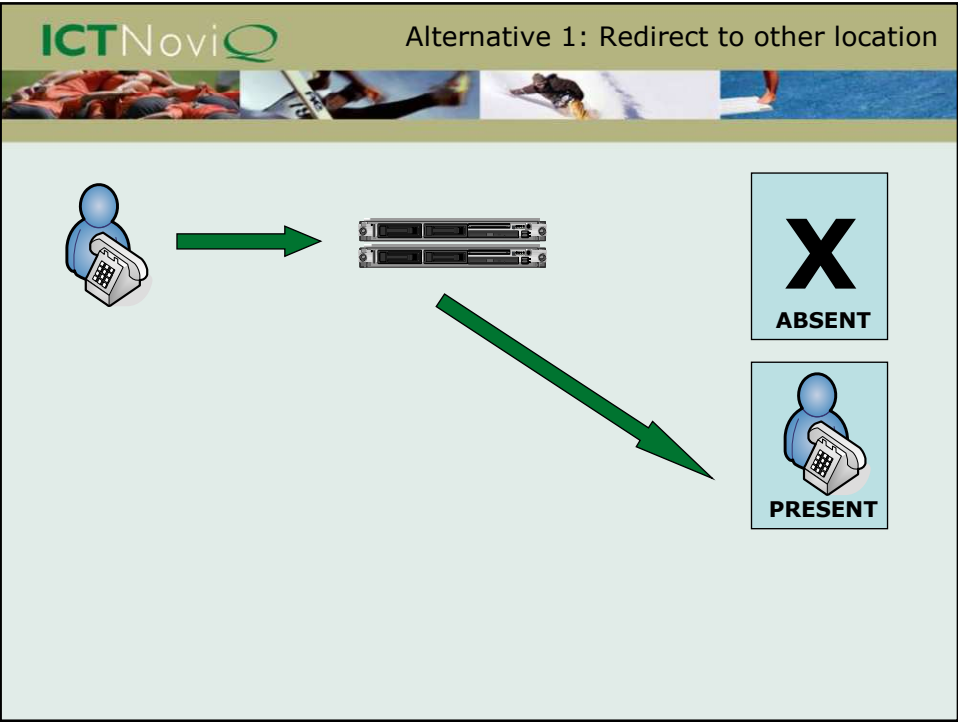 ICTNoviQ
Alternative 1: Redirect to other location
X
ABSENT
PRESENT